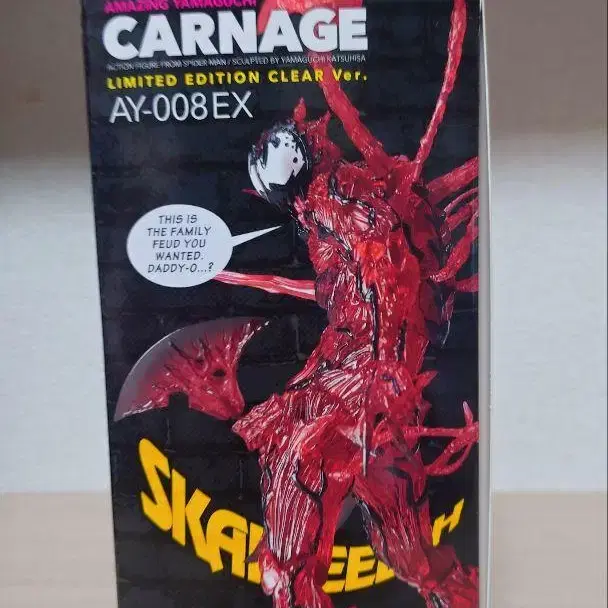 AMAZING YAMAGUCHI
CARNAGE
ACTION FIGURE FROM SPIDER-MAN / SCULPTED BY YAMAGUCHI KATSUHISA
LIMITED EDITION CLEAR Ver.
AY-008EX
THIS IS
THE FAMILY
FEUD YOU
WANTED.
DADDY-O...?